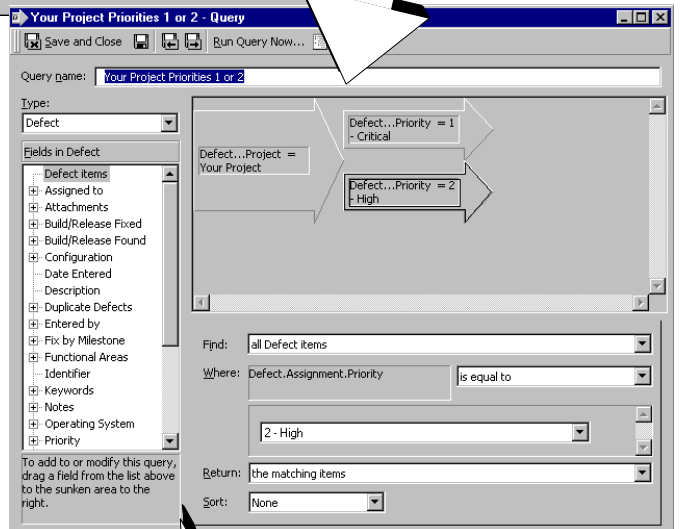 Your Project Priorities 1 or 2 - Query
Save and Close Run Query Now...
Query name: Your Project Priorities 1 or 2
Type:
Defect
Fields in Defect
Defect items
Assigned to
Attachments
Build/Release Fixed
Build/Release Found
Configuration
Date Entered
Description
Duplicate Defects
Entered by
Fix by Milestone
Functional Areas
Identifier
Keywords
Notes
Operating System
Priority
To add to or modify this query,
drag a field from the list above
to the sunken area to the
right.
Defect...Project =
Your Project
Defect...Priority = 1
- Critical
Defect...Priority = 2
- High
Find: all Defect items
Where: Defect.Assignment.Priority is equal to
2 - High
Return: the matching items
Sort: None